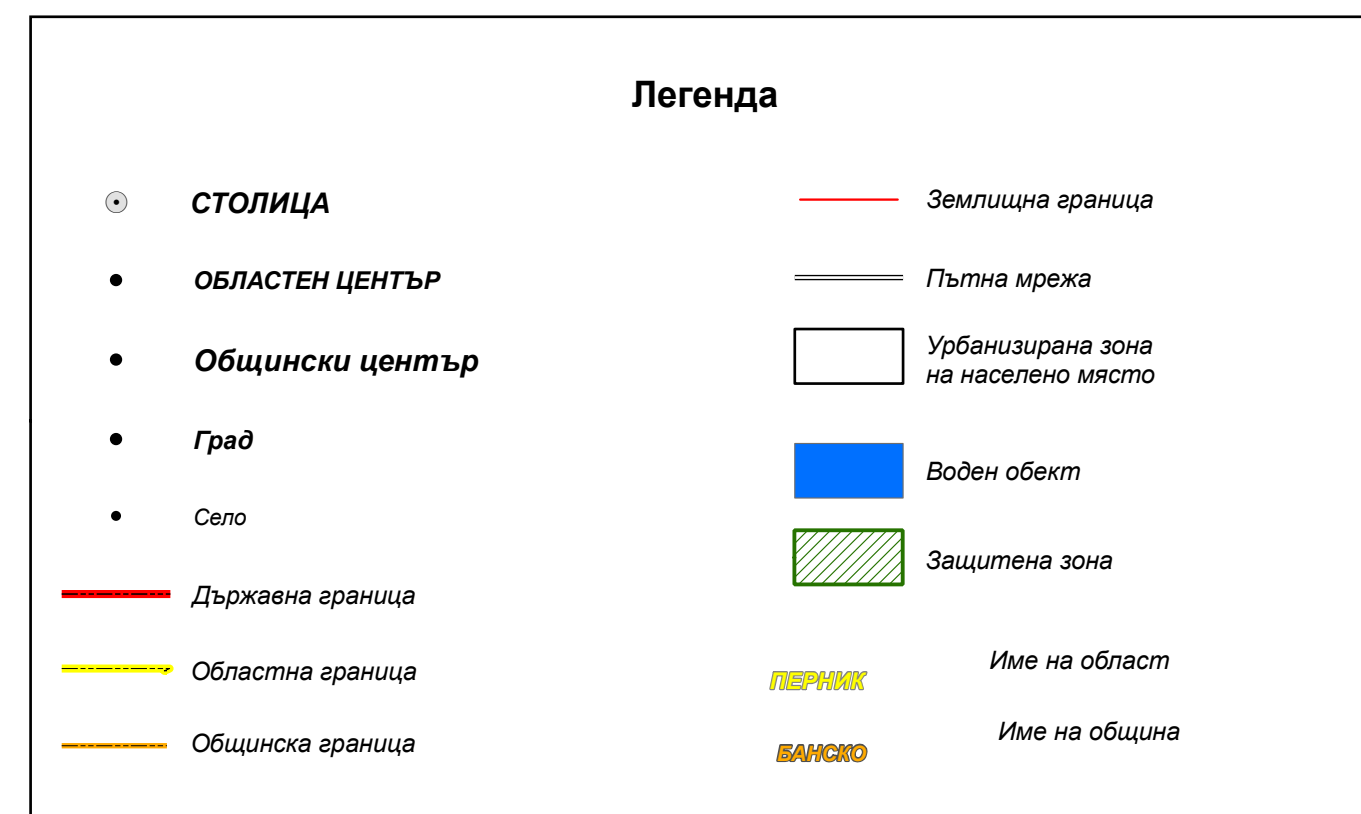 Легенда
СТОЛИЦА
ОБЛАСТЕН ЦЕНТЪР
Общински център
Град
Село
Държавна граница
Областна граница
Общинска граница
Землищна граница
Пътна мрежа
Урбанизирана зона
на населено място
Воден обект
Защитена зона
ПЕРНИК Име на област
БАНСКО Име на община